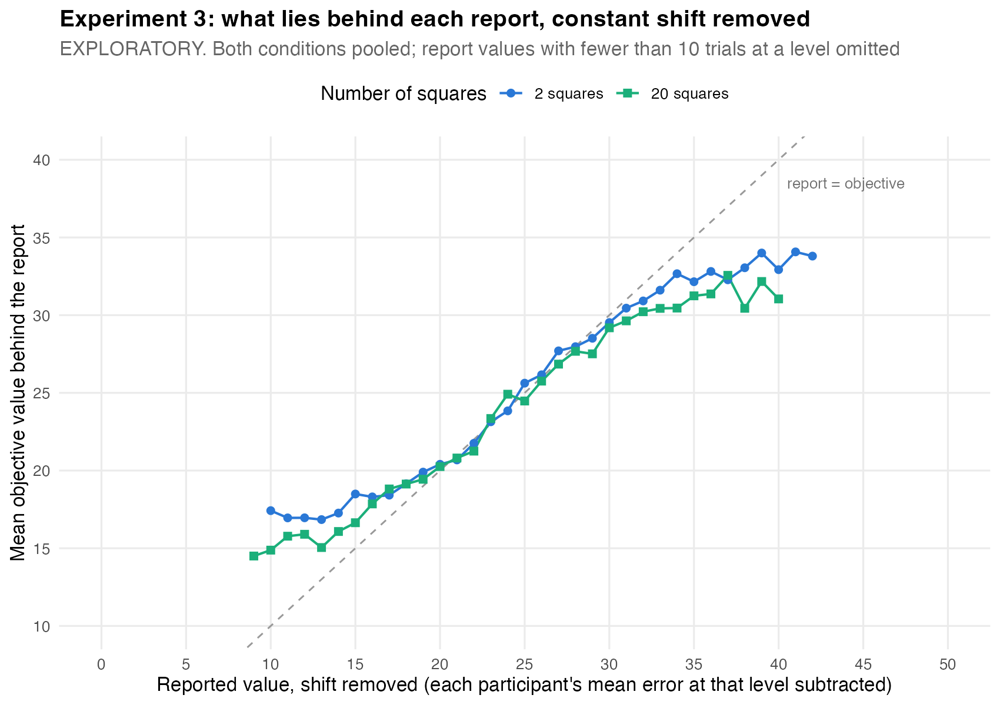 Experiment 3: what lies behind each report, constant shift removed
EXPLORATORY. Both conditions pooled; report values with fewer than 10 trials at a level omitted
Number of squares 2 squares 20 squares
Mean objective value behind the report
40
35
30
25
20
15
10
report = objective
0 5 10 15 20 25 30 35 40 45 50
Reported value, shift removed (each participant's mean error at that level subtracted)